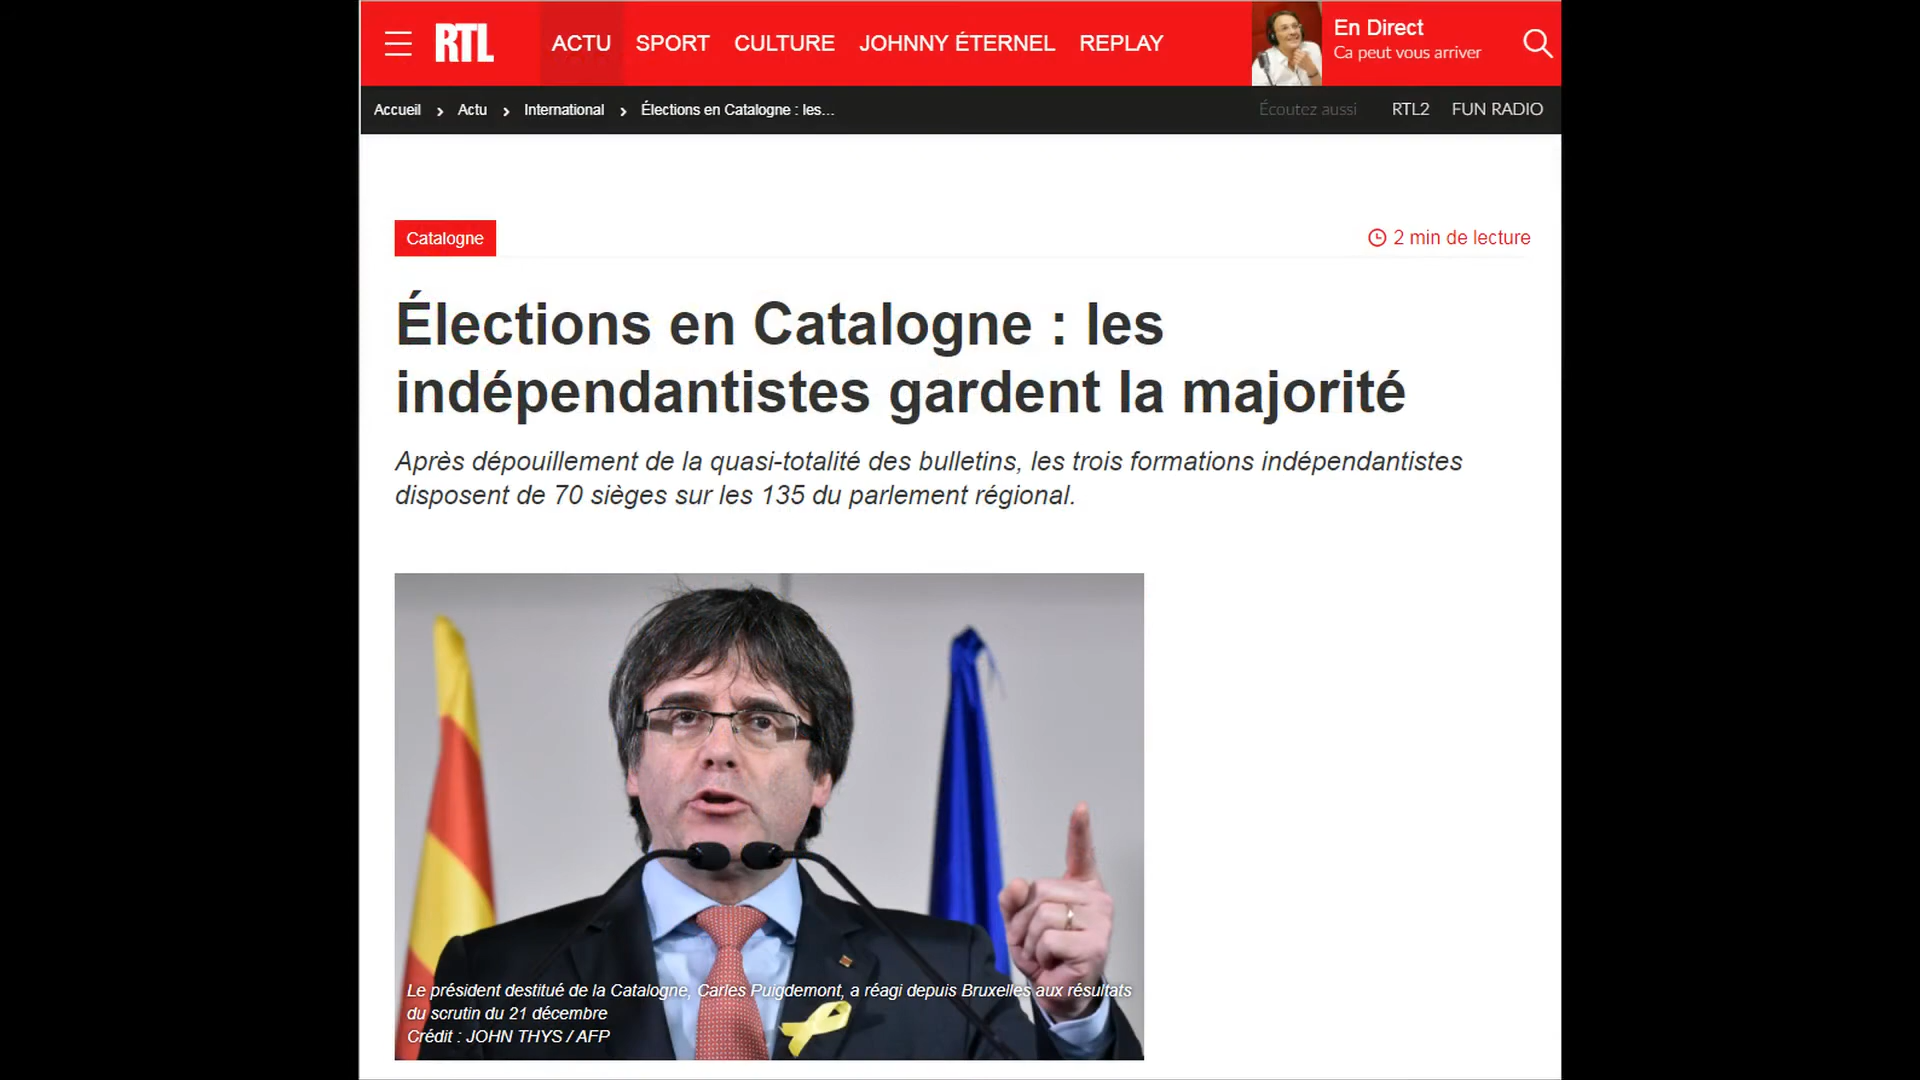 RTL
ACTU SPORT CULTURE JOHNNY ÉTERNEL REPLAY
En Direct
Ca peut vous arriver
Accueil > Actu > International > Élections en Catalogne : les...
Écoutez aussi RTL2 FUN RADIO
Catalogne
2 min de lecture
Élections en Catalogne : les
indépendantistes gardent la majorité
Après dépouillement de la quasi-totalité des bulletins, les trois formations indépendantistes
disposent de 70 sièges sur les 135 du parlement régional.
Le président destitué de la Catalogne, Carles Puigdemont, a réagi depuis Bruxelles aux résultats
du scrutin du 21 décembre
Crédit : JOHN THYS / AFP